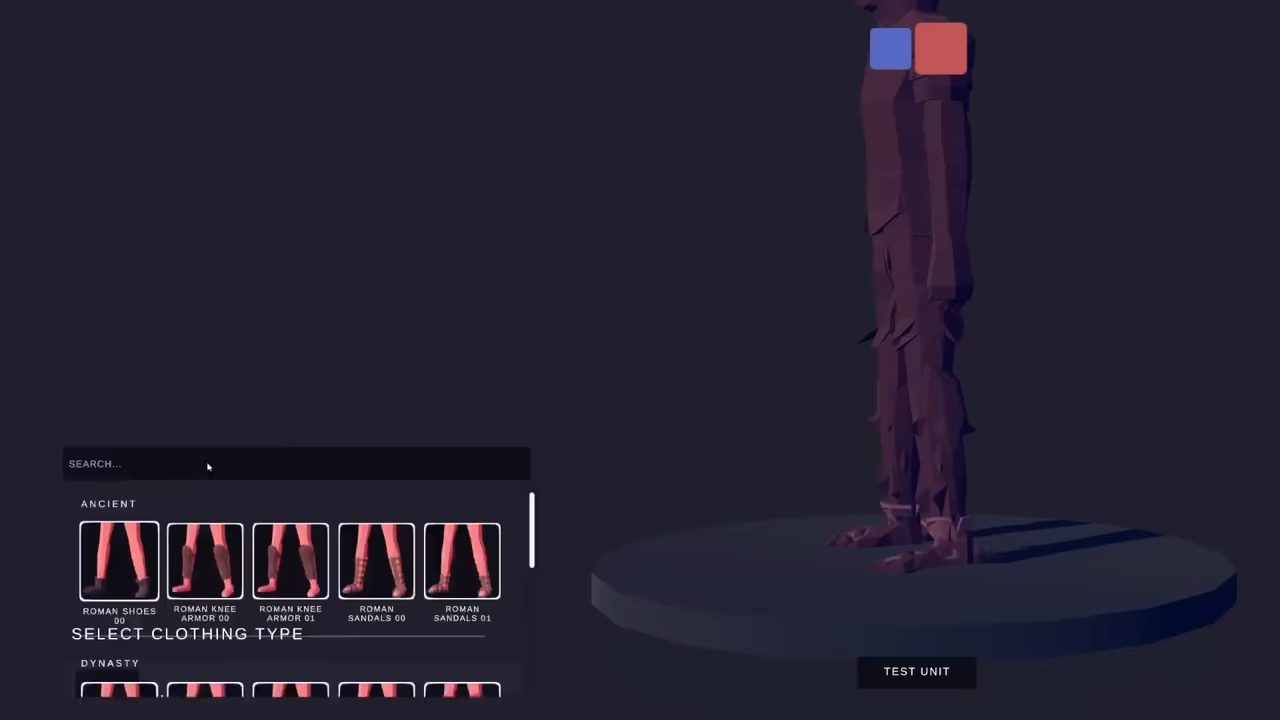 SEARCH...
ANCIENT
ROMAN SHOES
00
ROMAN KNEE
ARMOR 00
ROMAN KNEE
ARMOR 01
ROMAN
SANDALS 00
ROMAN
SANDALS 01
SELECT CLOTHING TYPE
DYNASTY
TEST UNIT